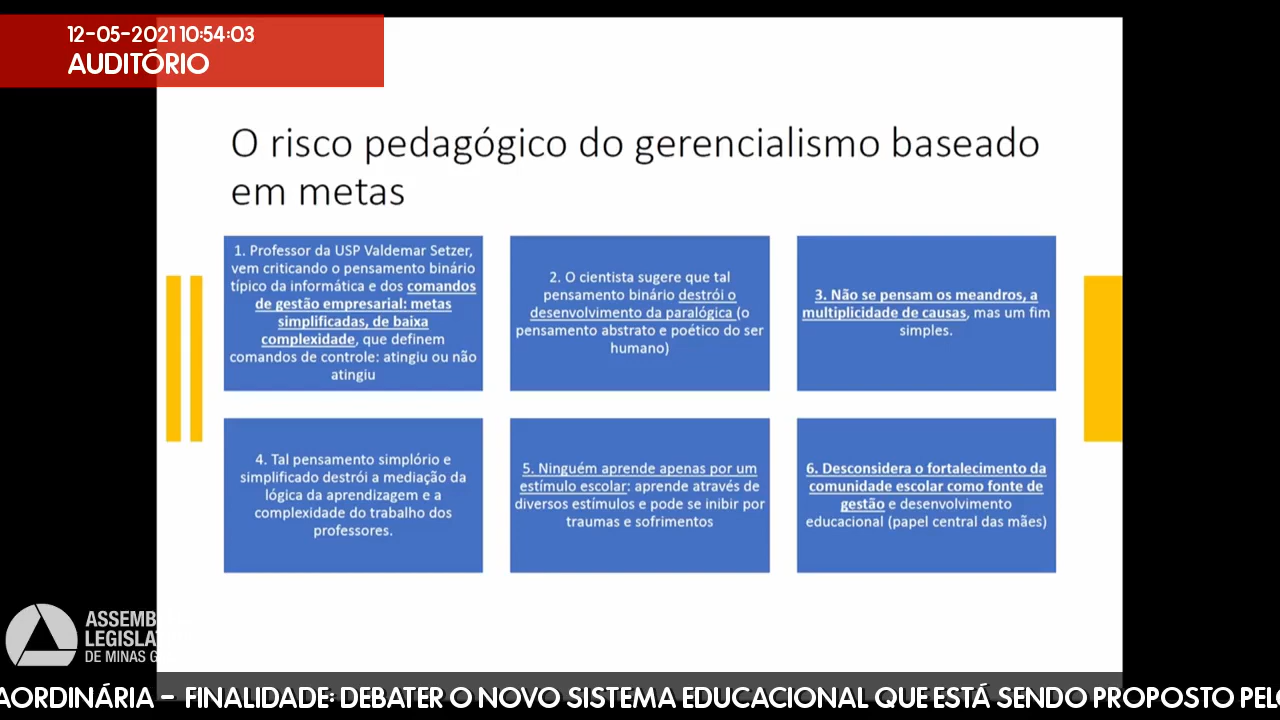 12-05-2021 10:54:03
AUDITÓRIO
O risco pedagógico do gerencialismo baseado
em metas
1. Professor da USP Valdemar Setzer,
vem criticando o pensamento binário
típico da informática e dos comandos
de gestão empresarial: metas
simplificadas, de baixa
complexidade, que definem
comandos de controle: atingiu ou não
atingiu
2. O cientista sugere que tal
pensamento binário destrói o
desenvolvimento da paralógica (o
pensamento abstrato e poético do ser
humano)
3. Não se pensam os meandros, a
multiplicidade de causas, mas um fim
simples.
4. Tal pensamento simplório e
simplificado destrói a mediação da
lógica da aprendizagem e a
complexidade do trabalho dos
professores.
5. Ninguém aprende apenas por um
estímulo escolar: aprende através de
diversos estímulos e pode se inibir por
traumas e sofrimentos
6. Desconsidera o fortalecimento da
comunidade escolar como fonte de
gestão e desenvolvimento
educacional (papel central das mães)
DE MINAS
AORDINÁRIA - FINALIDADE: DEBATER O NOVO SISTEMA EDUCACIONAL QUE ESTÁ SENDO PROPOSTO